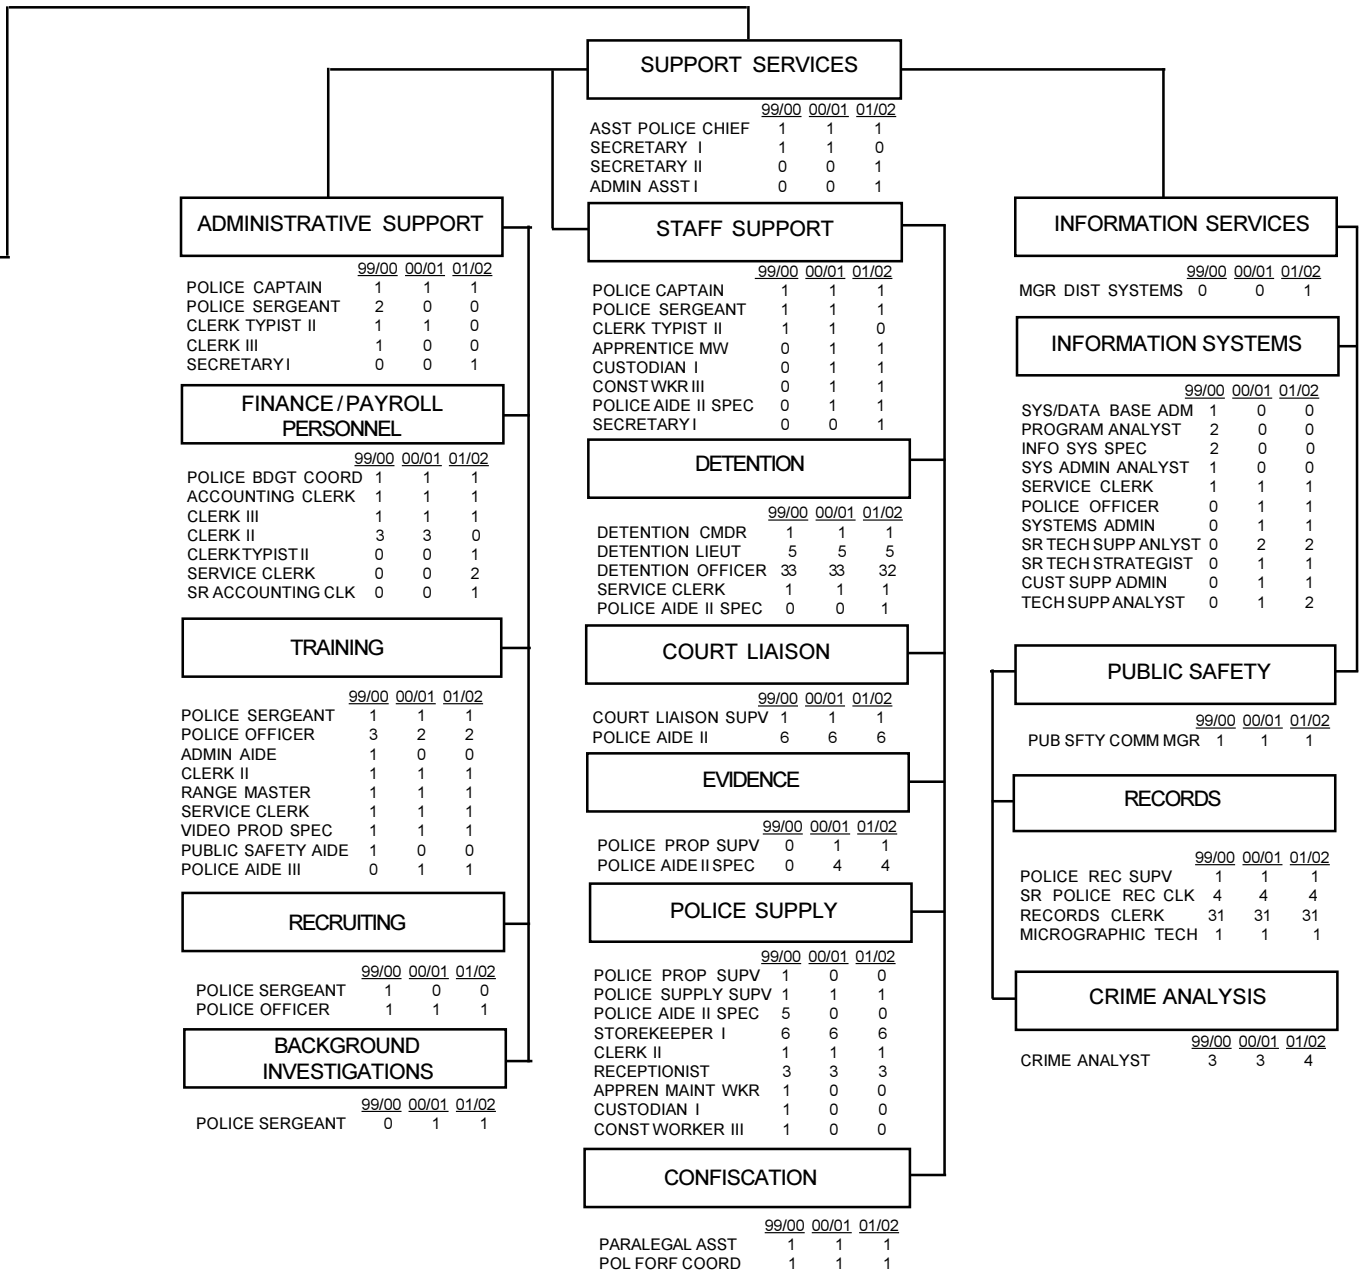 SUPPORT SERVICES
99/00 00/01 01/02
ASST POLICE CHIEF 1 1 1
SECRETARY I 1 1 0
SECRETARY II 0 0 1
ADMIN ASST I 0 0 1
ADMINISTRATIVE SUPPORT
99/00 00/01 01/02
POLICE CAPTAIN 1 1 1
POLICE SERGEANT 2 0 0
CLERK TYPIST II 1 1 0
CLERK III 1 0 0
SECRETARY I 0 0 1
FINANCE / PAYROLL
PERSONNEL
99/00 00/01 01/02
POLICE BDGT COORD 1 1 1
ACCOUNTING CLERK 1 1 1
CLERK III 1 1 1
CLERK II 3 3 0
CLERK TYPIST II 0 0 1
SERVICE CLERK 0 0 2
SR ACCOUNTING CLK 0 0 1
TRAINING
99/00 00/01 01/02
POLICE SERGEANT 1 1 1
POLICE OFFICER 3 2 2
ADMIN AIDE 1 0 0
CLERK II 1 1 1
RANGE MASTER 1 1 1
SERVICE CLERK 1 1 1
VIDEO PROD SPEC 1 1 1
PUBLIC SAFETY AIDE 1 0 0
POLICE AIDE III 0 1 1
RECRUITING
99/00 00/01 01/02
POLICE SERGEANT 1 0 0
POLICE OFFICER 1 1 1
BACKGROUND
INVESTIGATIONS
99/00 00/01 01/02
POLICE SERGEANT 0 1 1
STAFF SUPPORT
99/00 00/01 01/02
POLICE CAPTAIN 1 1 1
POLICE SERGEANT 1 1 1
CLERK TYPIST II 1 1 0
APPRENTICE MW 0 1 1
CUSTODIAN I 0 1 1
CONST WKR III 0 1 1
POLICE AIDE II SPEC 0 1 1
SECRETARY I 0 0 1
DETENTION
99/00 00/01 01/02
DETENTION CMDR 1 1 1
DETENTION LIEUT 5 5 5
DETENTION OFFICER 33 33 32
SERVICE CLERK 1 1 1
POLICE AIDE II SPEC 0 0 1
COURT LIAISON
99/00 00/01 01/02
COURT LIAISON SUPV 1 1 1
POLICE AIDE II 6 6 6
EVIDENCE
99/00 00/01 01/02
POLICE PROP SUPV 0 1 1
POLICE AIDE II SPEC 0 4 4
POLICE SUPPLY
99/00 00/01 01/02
POLICE PROP SUPV 1 0 0
POLICE SUPPLY SUPV 1 1 1
POLICE AIDE II SPEC 5 0 0
STOREKEEPER I 6 6 6
CLERK II 1 1 1
RECEPTIONIST 3 3 3
APPREN MAINT WKR 1 0 0
CUSTODIAN I 1 0 0
CONST WORKER III 1 0 0
CONFISCATION
99/00 00/01 01/02
PARALEGAL ASST 1 1 1
POL FORF COORD 1 1 1
INFORMATION SERVICES
99/00 00/01 01/02
MGR DIST SYSTEMS 0 0 1
INFORMATION SYSTEMS
99/00 00/01 01/02
SYS/DATA BASE ADM 1 0 0
PROGRAM ANALYST 2 0 0
INFO SYS SPEC 2 0 0
SYS ADMIN ANALYST 1 0 0
SERVICE CLERK 1 1 1
POLICE OFFICER 0 1 1
SYSTEMS ADMIN 0 1 1
SR TECH SUPP ANLYST 0 2 2
SR TECH STRATEGIST 0 1 1
CUST SUPP ADMIN 0 1 1
TECH SUPP ANALYST 0 1 2
PUBLIC SAFETY
99/00 00/01 01/02
PUB SFTY COMM MGR 1 1 1
RECORDS
99/00 00/01 01/02
POLICE REC SUPV 1 1 1
SR POLICE REC CLK 4 4 4
RECORDS CLERK 31 31 31
MICROGRAPHIC TECH 1 1 1
CRIME ANALYSIS
99/00 00/01 01/02
CRIME ANALYST 3 3 4